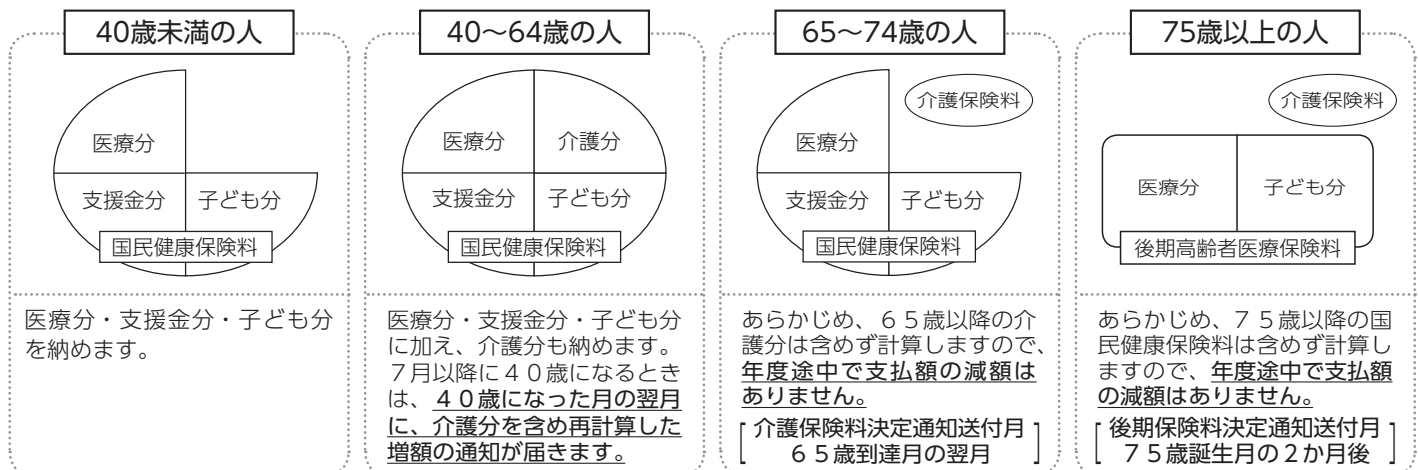 40歳未満の人
医療分
支援金分
子ども分
国民健康保険料
医療分・支援金分・子ども分
を納めます。
40～64歳の人
医療分
介護分
支援金分
子ども分
国民健康保険料
医療分・支援金分・子ども分
に加え、介護分も納めます。
７月以降に４０歳になるとき
は、４０歳になった月の翌月
に、介護分を含め再計算した
増額の通知が届きます。
65～74歳の人
介護保険料
医療分
支援金分
子ども分
国民健康保険料
あらかじめ、６５歳以降の介
護分は含めず計算しますので、
年度途中で支払額の減額は
ありません。
[介護保険料決定通知送付月
６５歳到達月の翌月]
75歳以上の人
介護保険料
医療分
子ども分
後期高齢者医療保険料
あらかじめ、７５歳以降の国
民健康保険料は含めず計算し
ますので、年度途中で支払額
の減額はありません。
[後期保険料決定通知送付月
７５歳誕生月の２か月後]